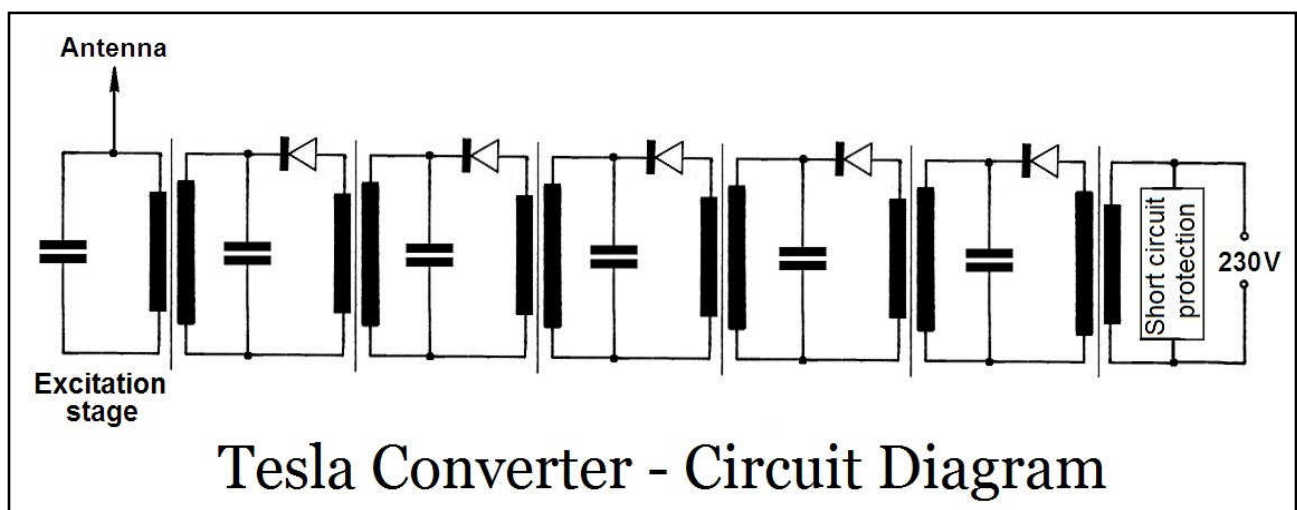 Antenna
Excitation
stage
Short circuit
protection
230V
Tesla Converter - Circuit Diagram